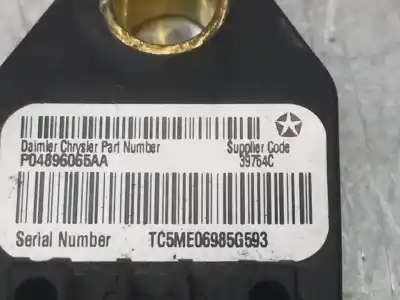 Daimler Chrysler Part Number Supplier Code
P04896065AA 39764C
Serial Number TC5ME06985G593